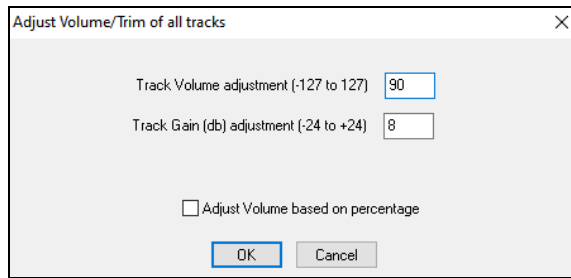 Adjust Volume/Trim of all tracks
Track Volume adjustment (-127 to 127) 90
Track Gain (db) adjustment (-24 to +24) 8
Adjust Volume based on percentage
OK Cancel